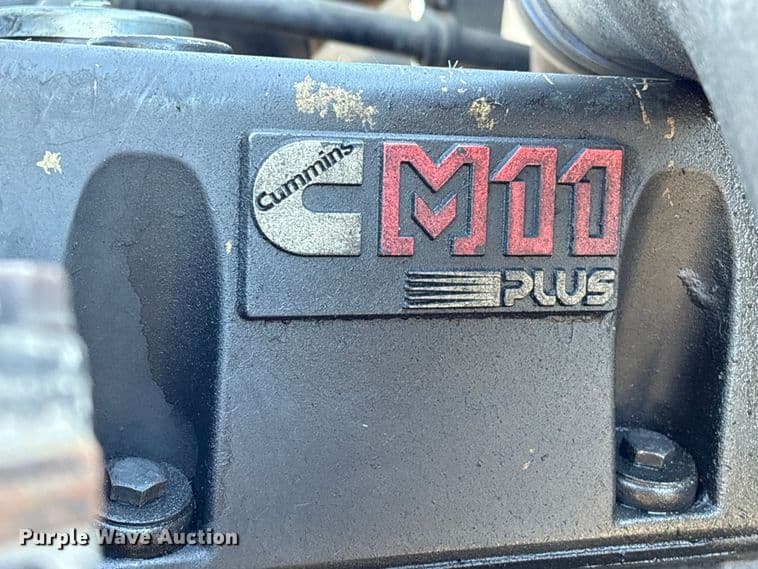 Cummins
M11
PLUS
Purple Wave Auction